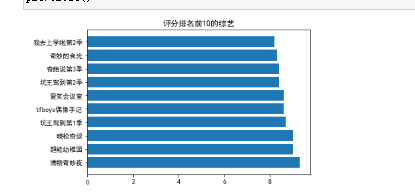 评分排名前10的综艺
我去上学啦第2季
奇妙的食光
奇葩说第3季
坑王驾到第2季
爱笑会议室
tfboys偶像手记
坑王驾到第1季
晓松奇谈
超能幼稚园
博物奇妙夜
0 2 4 6 8